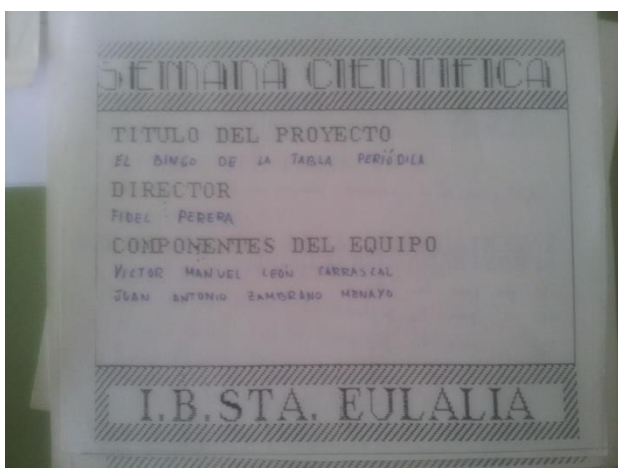 SEMANA CIENTIFICA
TITULO DEL PROYECTO
EL BINGO DE LA TABLA PERIÓDICA
DIRECTOR
FIDEL PERERA
COMPONENTES DEL EQUIPO
VICTOR MANUEL LEÓN CARRASCAL
JUAN ANTONIO ZAMBRANO MENAYO
I.B.STA. EULALIA